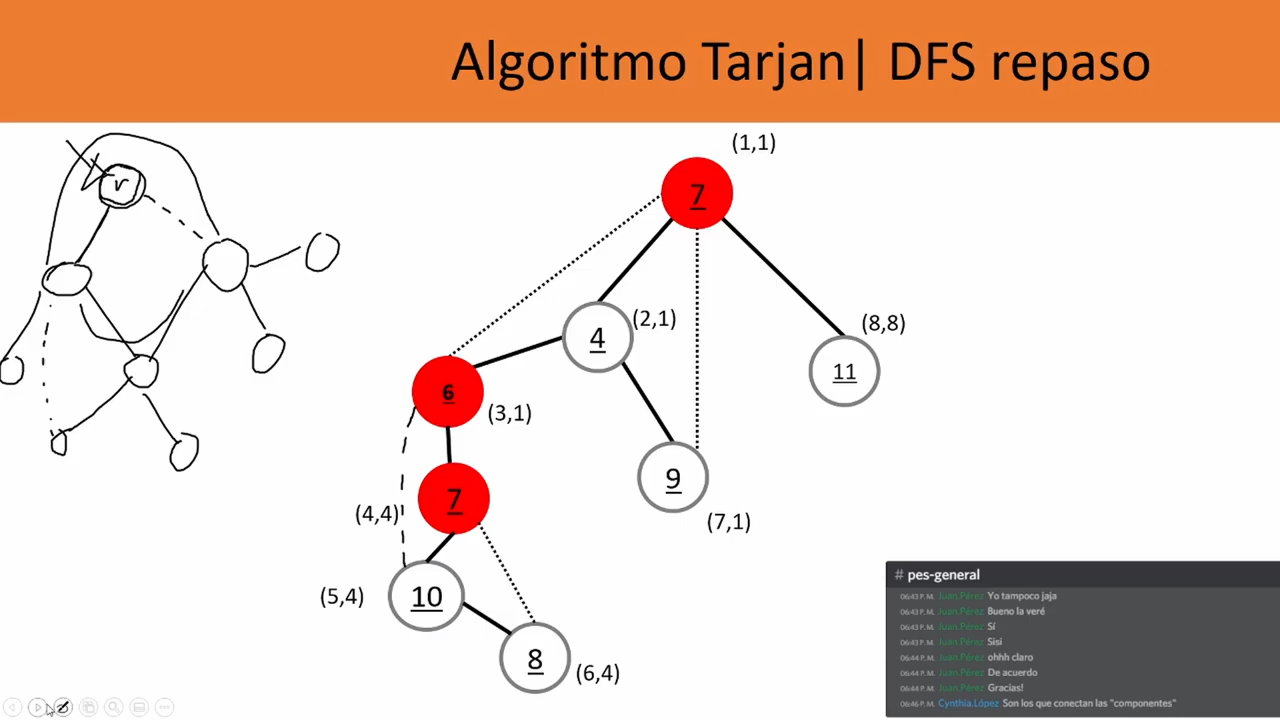 Algoritmo Tarjan| DFS repaso
(1,1)
7
r
4
(2,1)
(8,8)
11
6
(3,1)
9
7
(4,4)
(7,1)
10
(5,4)
8
(6,4)
# pes-general
06:43 P. M. Juan.Pérez Yo tampoco jaja
06:43 P. M. Juan.Pérez Bueno la veré
06:43 P. M. Juan.Pérez Sí
06:43 P. M. Juan.Pérez Sisi
06:44 P. M. Juan.Pérez ohhh claro
06:44 P. M. Juan.Pérez De acuerdo
06:44 P. M. Juan.Pérez Gracias!
06:46 P. M. Cynthia.López Son los que conectan las "componentes"